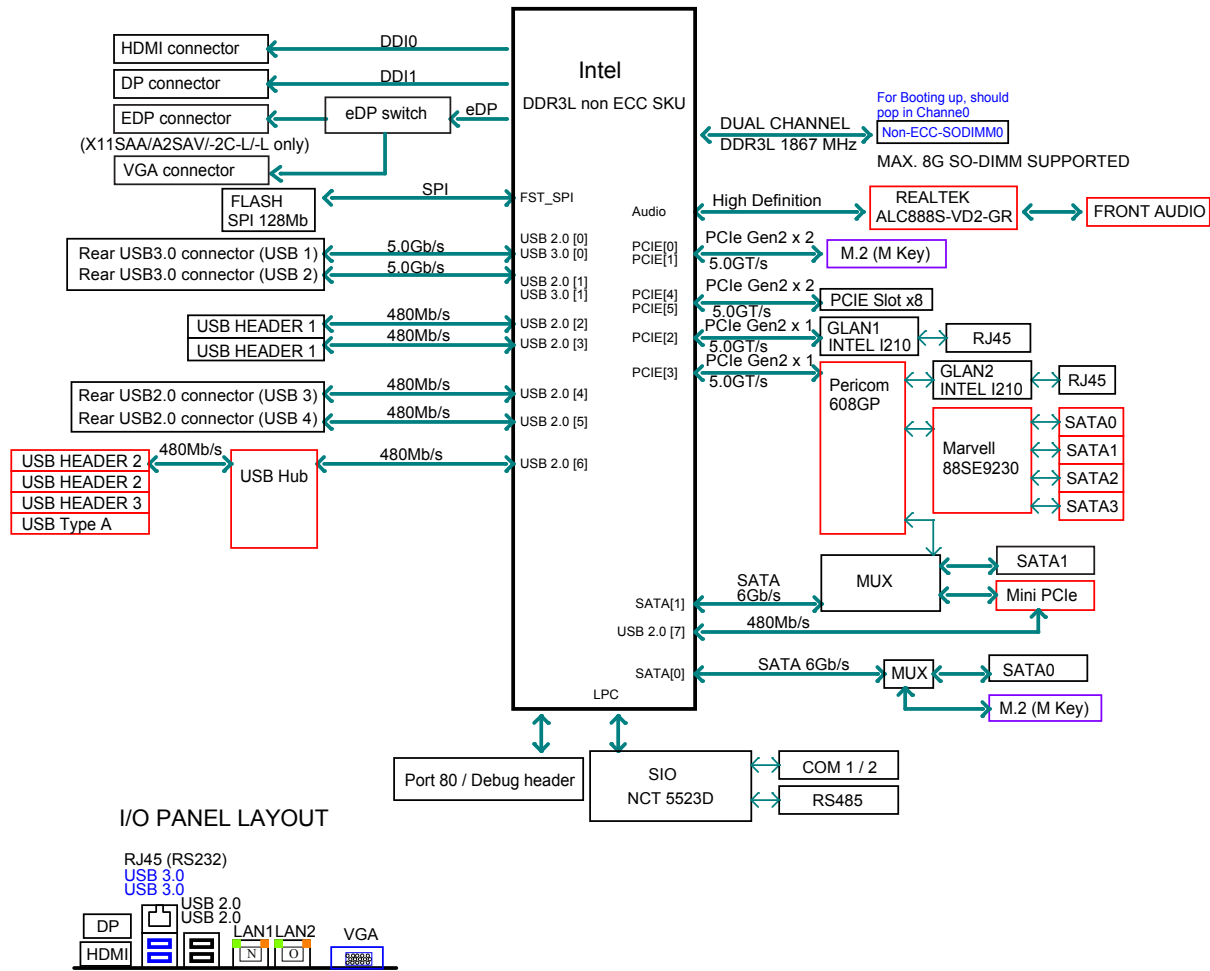 HDMI connector
DDI0
DP connector
DDI1
EDP connector
eDP switch
eDP
(X11SAA/A2SAV/-2C-L/-L only)
VGA connector
FLASH
SPI 128Mb
SPI
Rear USB3.0 connector (USB 1)
5.0Gb/s
Rear USB3.0 connector (USB 2)
5.0Gb/s
USB HEADER 1
480Mb/s
USB HEADER 1
480Mb/s
Rear USB2.0 connector (USB 3)
480Mb/s
Rear USB2.0 connector (USB 4)
480Mb/s
USB HEADER 2
USB HEADER 2
USB HEADER 3
USB Type A
480Mb/s
USB Hub
480Mb/s
Intel
DDR3L non ECC SKU
FST_SPI
USB 2.0 [0]
USB 3.0 [0]
USB 2.0 [1]
USB 3.0 [1]
USB 2.0 [2]
USB 2.0 [3]
USB 2.0 [4]
USB 2.0 [5]
USB 2.0 [6]
Audio
PCIE[0]
PCIE[1]
PCIE[4]
PCIE[5]
PCIE[2]
PCIE[3]
SATA[1]
USB 2.0 [7]
SATA[0]
LPC
DUAL CHANNEL
DDR3L 1867 MHz
For Booting up, should
pop in Channe0
Non-ECC-SODIMM0
MAX. 8G SO-DIMM SUPPORTED
High Definition
REALTEK
ALC888S-VD2-GR
FRONT AUDIO
PCIe Gen2 x 2
5.0GT/s
M.2 (M Key)
PCIe Gen2 x 2
5.0GT/s
PCIE Slot x8
PCIe Gen2 x 1
5.0GT/s
GLAN1
INTEL I210
RJ45
PCIe Gen2 x 1
5.0GT/s
Pericom
608GP
GLAN2
INTEL I210
RJ45
Marvell
88SE9230
SATA0
SATA1
SATA2
SATA3
SATA
6Gb/s
MUX
SATA1
Mini PCIe
480Mb/s
SATA 6Gb/s
MUX
SATA0
M.2 (M Key)
Port 80 / Debug header
SIO
NCT 5523D
COM 1 / 2
RS485
I/O PANEL LAYOUT
RJ45 (RS232)
USB 3.0
USB 3.0
USB 2.0
USB 2.0
DP
HDMI
LAN1
LAN2
VGA
N
O